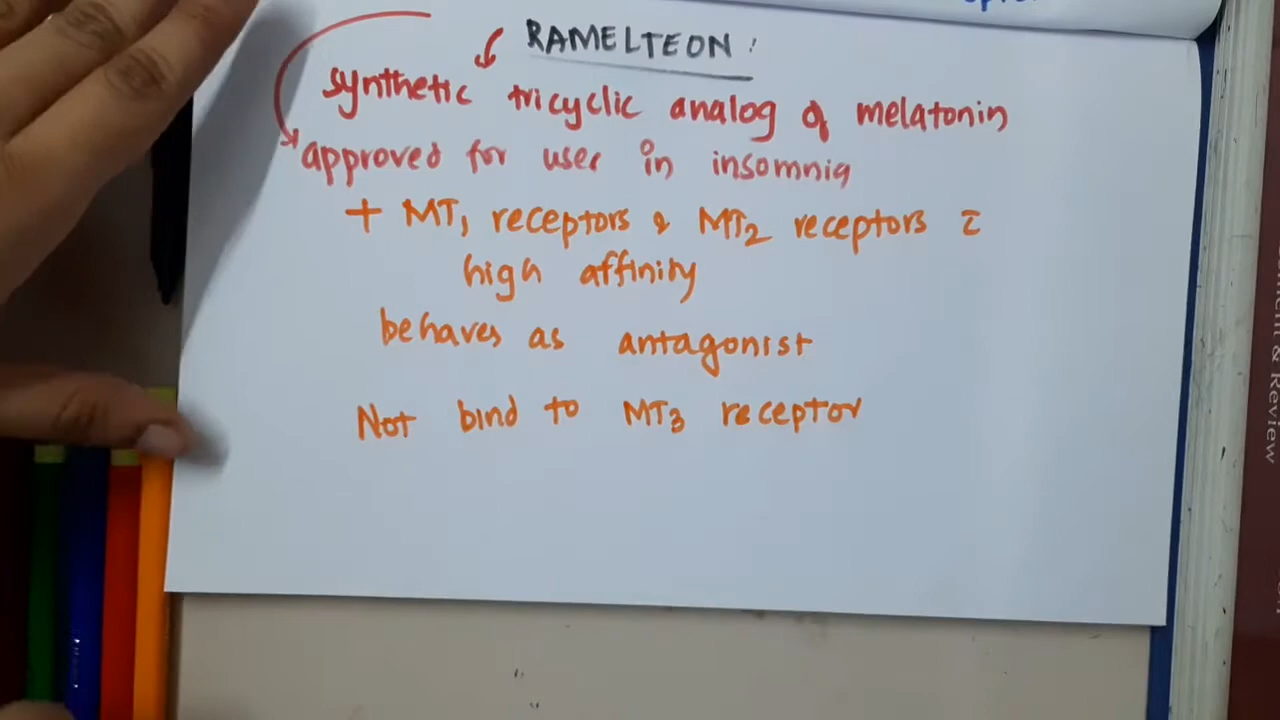 RAMELTEON:
synthetic tricyclic analog of melatonin
approved for use in insomnia
+ MT1 receptors & MT2 receptors c̄
high affinity
behaves as antagonist
Not bind to MT3 receptor
& Review